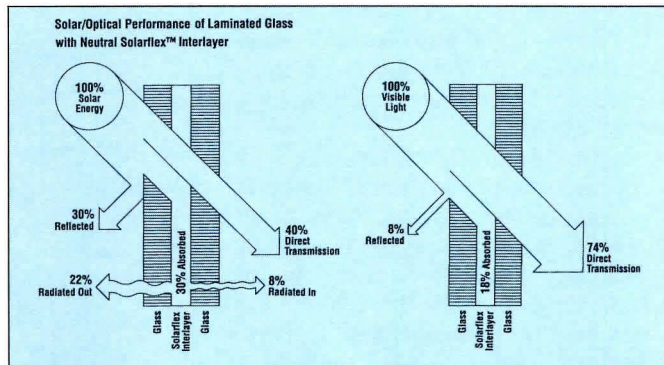 Solar/Optical Performance of Laminated Glass
with Neutral Solarflex™ Interlayer
100%
Solar
Energy
30%
Reflected
40%
Direct
Transmission
30% Absorbed
22%
Radiated Out
8%
Radiated In
Glass
Solarflex
Interlayer
Glass
100%
Visible
Light
8%
Reflected
74%
Direct
Transmission
18% Absorbed
Glass
Solarflex
Interlayer
Glass